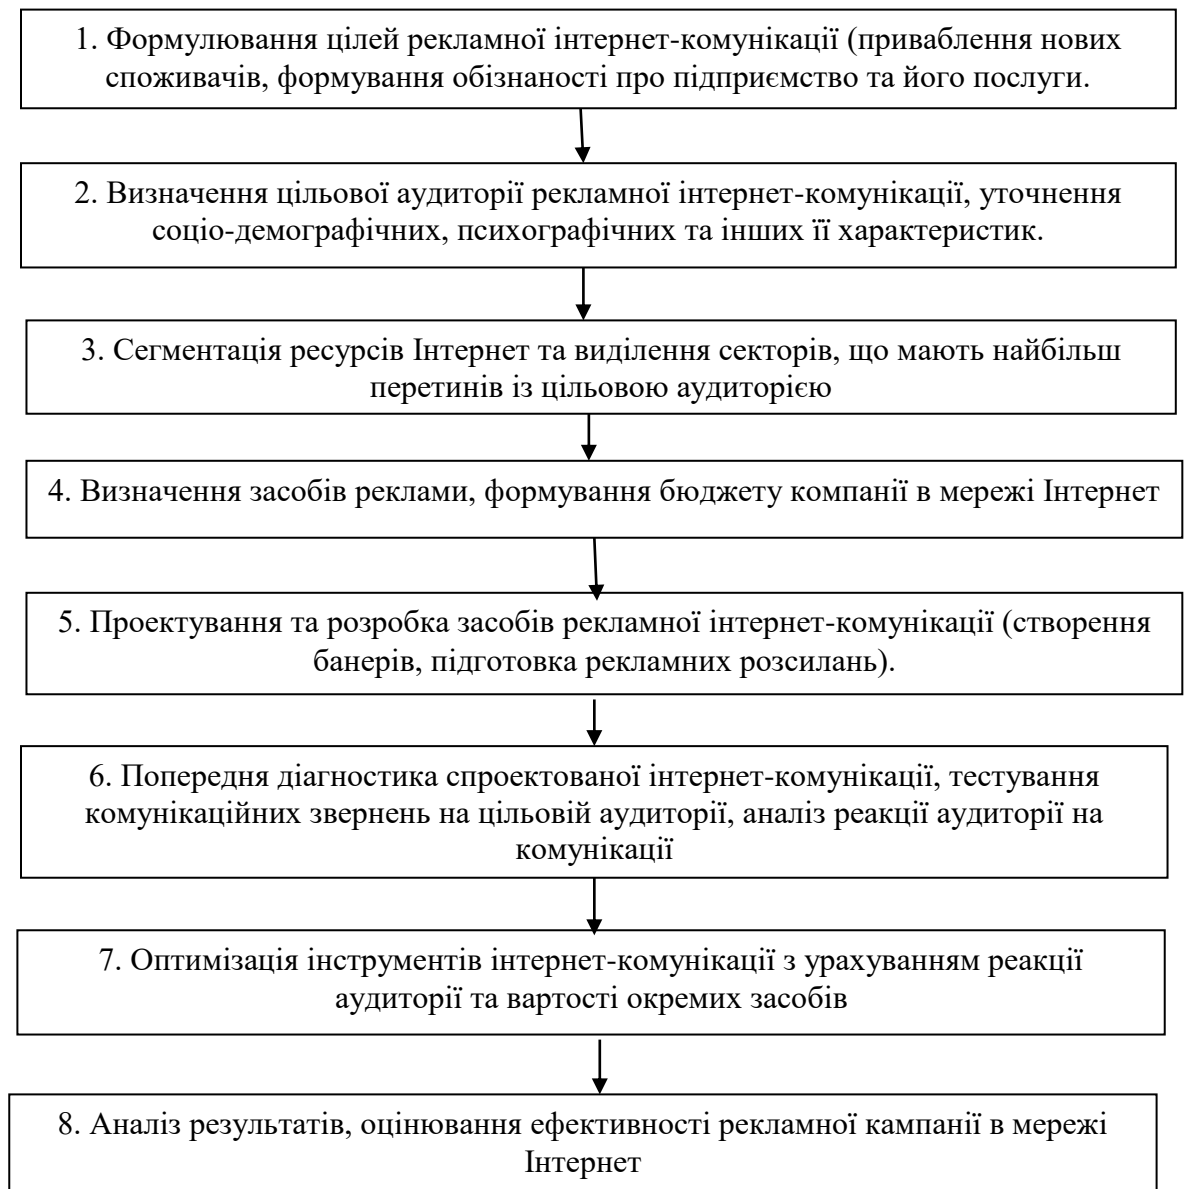 1. Формулювання цілей рекламної інтернет-комунікації (приваблення нових
споживачів, формування обізнаності про підприємство та його послуги.
2. Визначення цільової аудиторії рекламної інтернет-комунікації, уточнення
соціо-демографічних, психографічних та інших її характеристик.
3. Сегментація ресурсів Інтернет та виділення секторів, що мають найбільш
перетинів із цільовою аудиторією
4. Визначення засобів реклами, формування бюджету компанії в мережі Інтернет
5. Проектування та розробка засобів рекламної інтернет-комунікації (створення
банерів, підготовка рекламних розсилань).
6. Попередня діагностика спроектованої інтернет-комунікації, тестування
комунікаційних звернень на цільовій аудиторії, аналіз реакції аудиторії на
комунікації
7. Оптимізація інструментів інтернет-комунікації з урахуванням реакції
аудиторії та вартості окремих засобів
8. Аналіз результатів, оцінювання ефективності рекламної кампанії в мережі
Інтернет